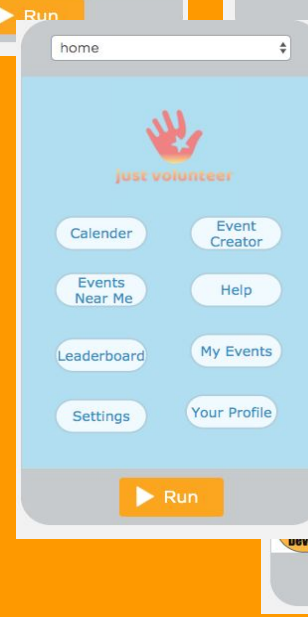 Run
home
just volunteer
Calender
Event
Creator
Events
Near Me
Help
Leaderboard
My Events
Settings
Your Profile
Run